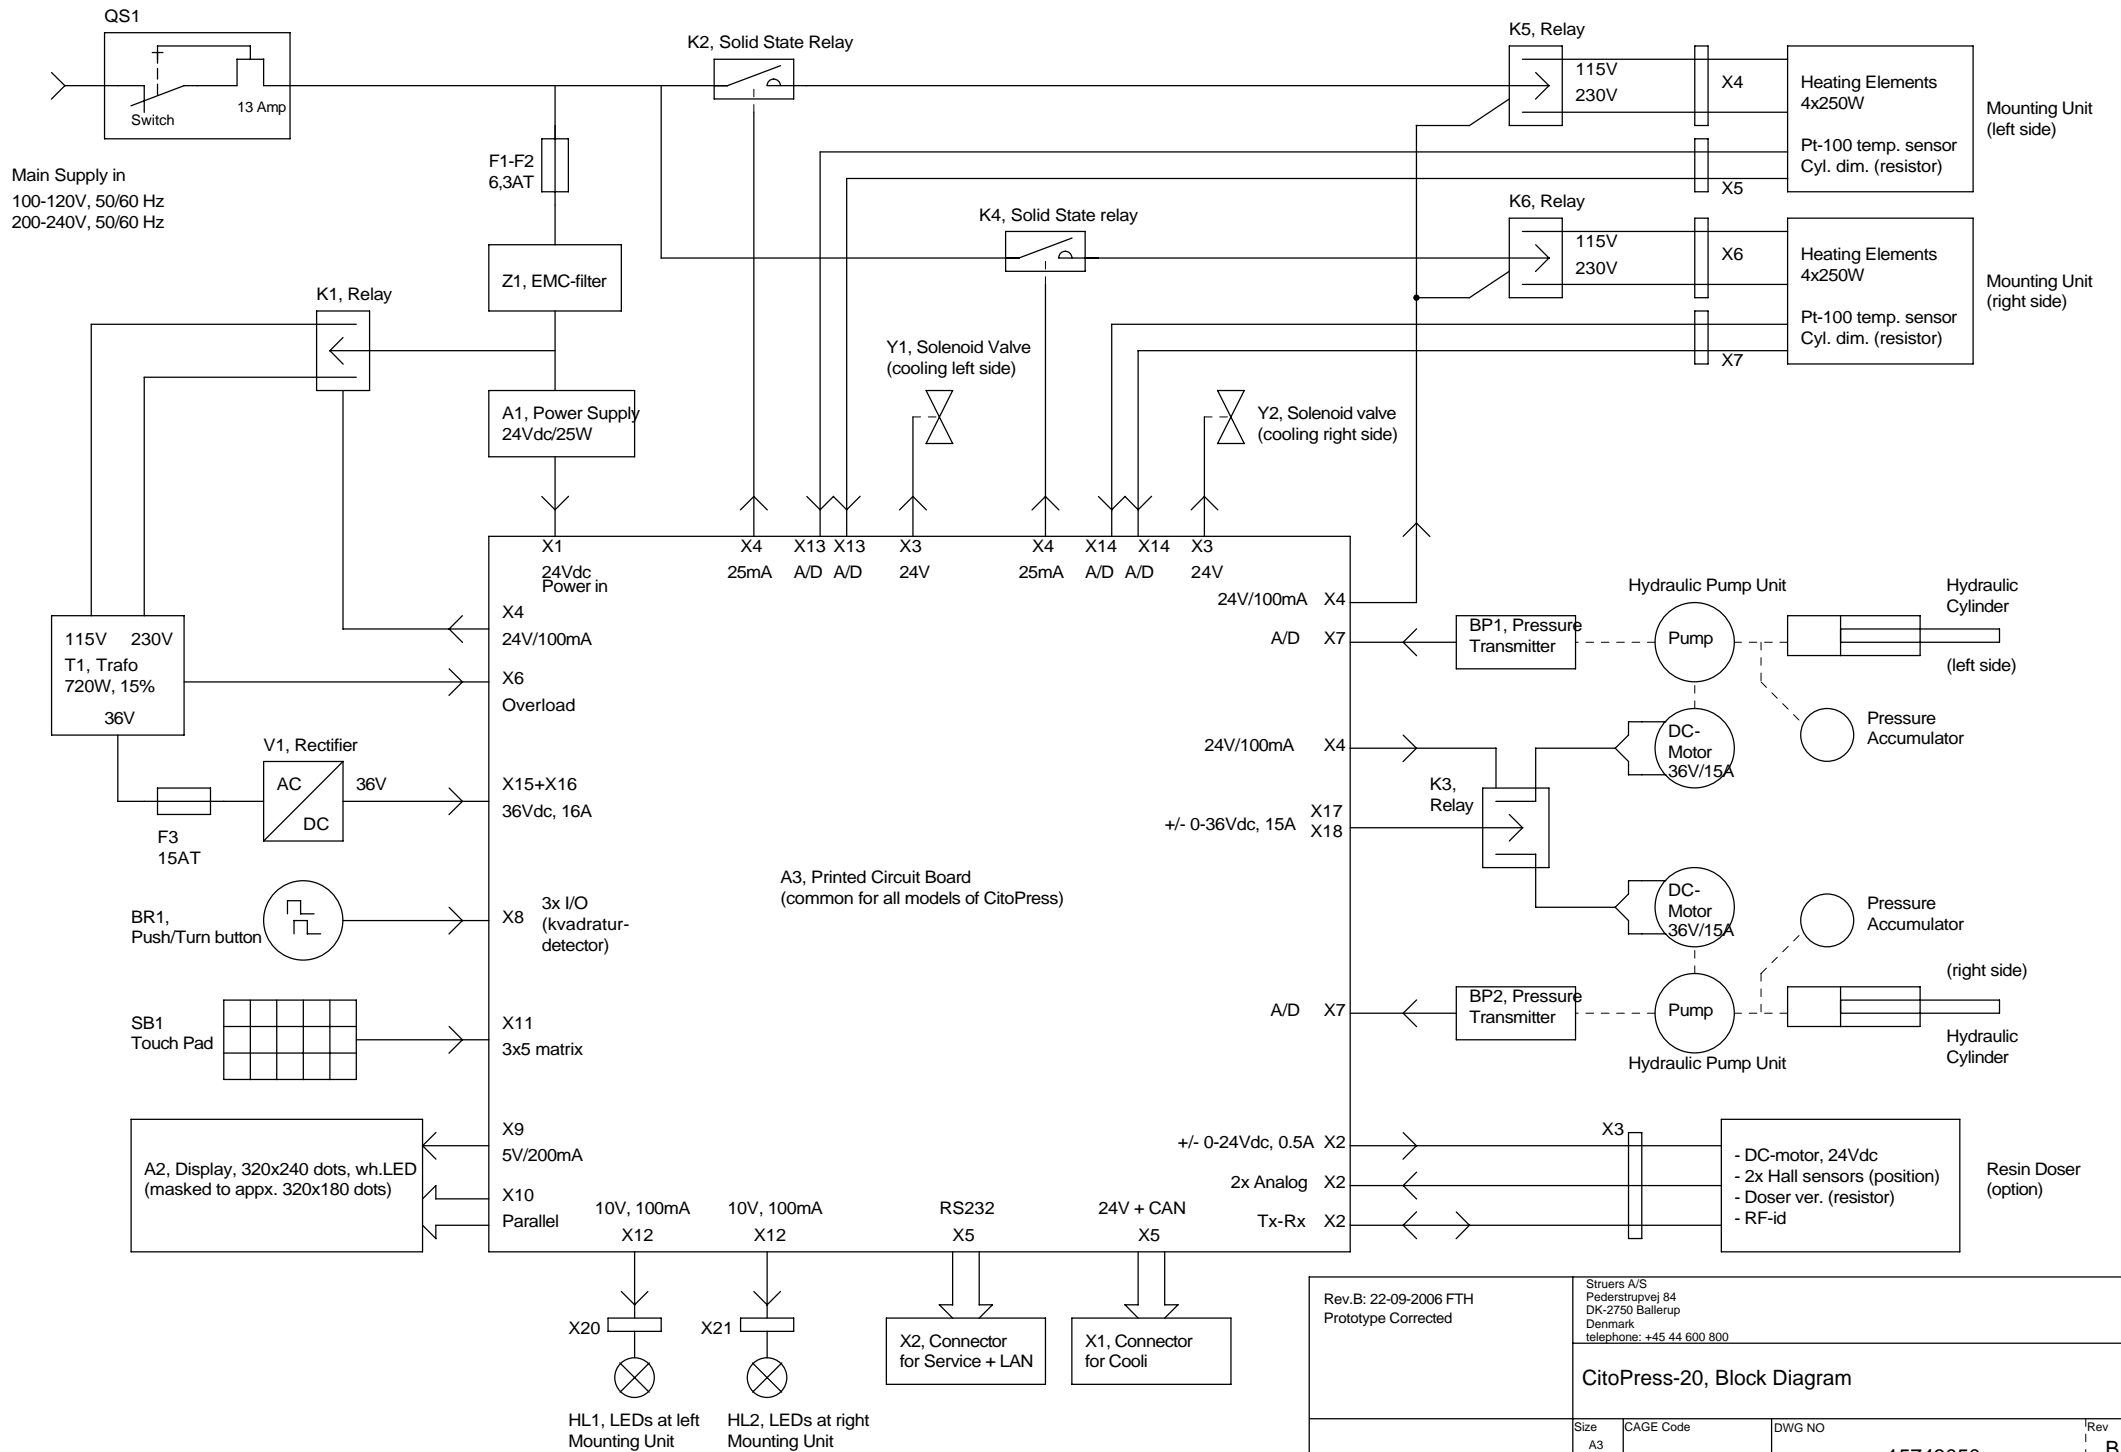 QS1
Switch
13 Amp
Main Supply in
100-120V, 50/60 Hz
200-240V, 50/60 Hz
K2, Solid State Relay
K5, Relay
115V
230V
X4
Heating Elements
4x250W
Pt-100 temp. sensor
Cyl. dim. (resistor)
Mounting Unit
(left side)
X5
F1-F2
6,3AT
K4, Solid State relay
K6, Relay
115V
230V
X6
Heating Elements
4x250W
Pt-100 temp. sensor
Cyl. dim. (resistor)
Mounting Unit
(right side)
X7
Z1, EMC-filter
K1, Relay
Y1, Solenoid Valve
(cooling left side)
A1, Power Supply
24Vdc/25W
Y2, Solenoid valve
(cooling right side)
X1
24Vdc
Power in
X4
25mA
X13
A/D
X13
A/D
X3
24V
X4
25mA
X14
A/D
X14
A/D
X3
24V
X4
24V/100mA
X6
Overload
115V 230V
T1, Trafo
720W, 15%
36V
V1, Rectifier
AC
DC
36V
F3
15AT
X15+X16
36Vdc, 16A
BR1,
Push/Turn button
X8
3x I/O
(kvadratur-
detector)
SB1
Touch Pad
X11
3x5 matrix
A2, Display, 320x240 dots, wh.LED
(masked to appx. 320x180 dots)
X9
5V/200mA
X10
Parallel
A3, Printed Circuit Board
(common for all models of CitoPress)
24V/100mA X4
A/D X7
BP1, Pressure
Transmitter
Hydraulic Pump Unit
Pump
Hydraulic
Cylinder
(left side)
DC-
Motor
36V/15A
Pressure
Accumulator
24V/100mA X4
K3,
Relay
+/- 0-36Vdc, 15A
X17
X18
DC-
Motor
36V/15A
Pressure
Accumulator
(right side)
A/D X7
BP2, Pressure
Transmitter
Pump
Hydraulic Pump Unit
Hydraulic
Cylinder
+/- 0-24Vdc, 0.5A X2
2x Analog X2
Tx-Rx X2
X3
- DC-motor, 24Vdc
- 2x Hall sensors (position)
- Doser ver. (resistor)
- RF-id
Resin Doser
(option)
10V, 100mA
X12
10V, 100mA
X12
RS232
X5
24V + CAN
X5
X20
X21
HL1, LEDs at left
Mounting Unit
HL2, LEDs at right
Mounting Unit
X2, Connector
for Service + LAN
X1, Connector
for Cooli
Rev.B: 22-09-2006 FTH
Prototype Corrected
Struers A/S
Pederstrupvej 84
DK-2750 Ballerup
Denmark
telephone: +45 44 600 800
CitoPress-20, Block Diagram
Size
A3
CAGE Code
DWG NO
Rev
B